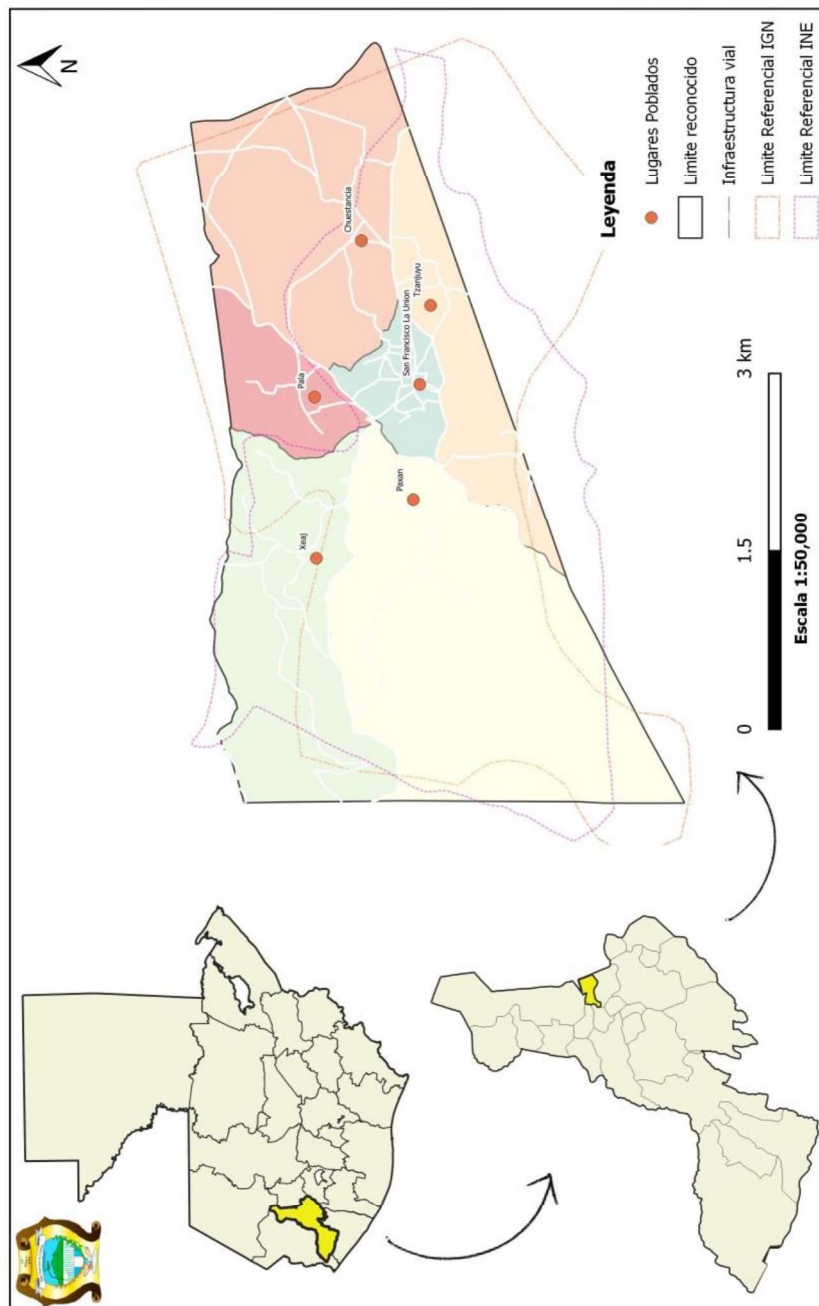 N
Pala
Chuestancia
Xeaj
San Francisco La Union
Tzanjuyu
Paxan
Leyenda
Lugares Poblados
Limite reconocido
Infraestructura vial
Limite Referencial IGN
Limite Referencial INE
0
1.5
3 km
Escala 1:50,000